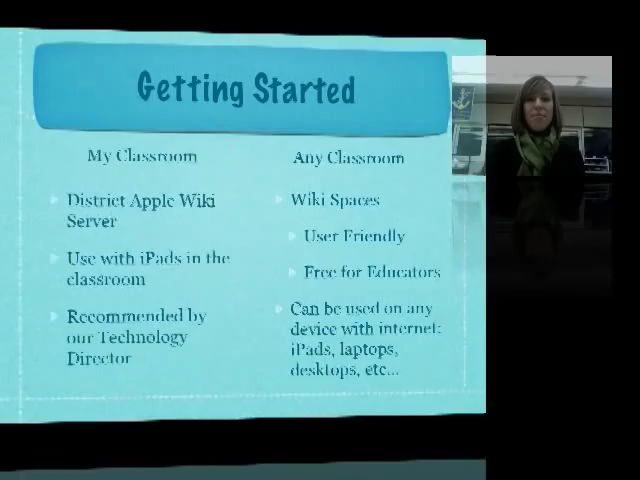 Getting Started
My Classroom
District Apple Wiki
Server
Use with iPads in the
classroom
Recommended by
our Technology
Director
Any Classroom
Wiki Spaces
User Friendly
Free for Educators
Can be used on any
device with internet:
iPads, laptops,
desktops, etc...